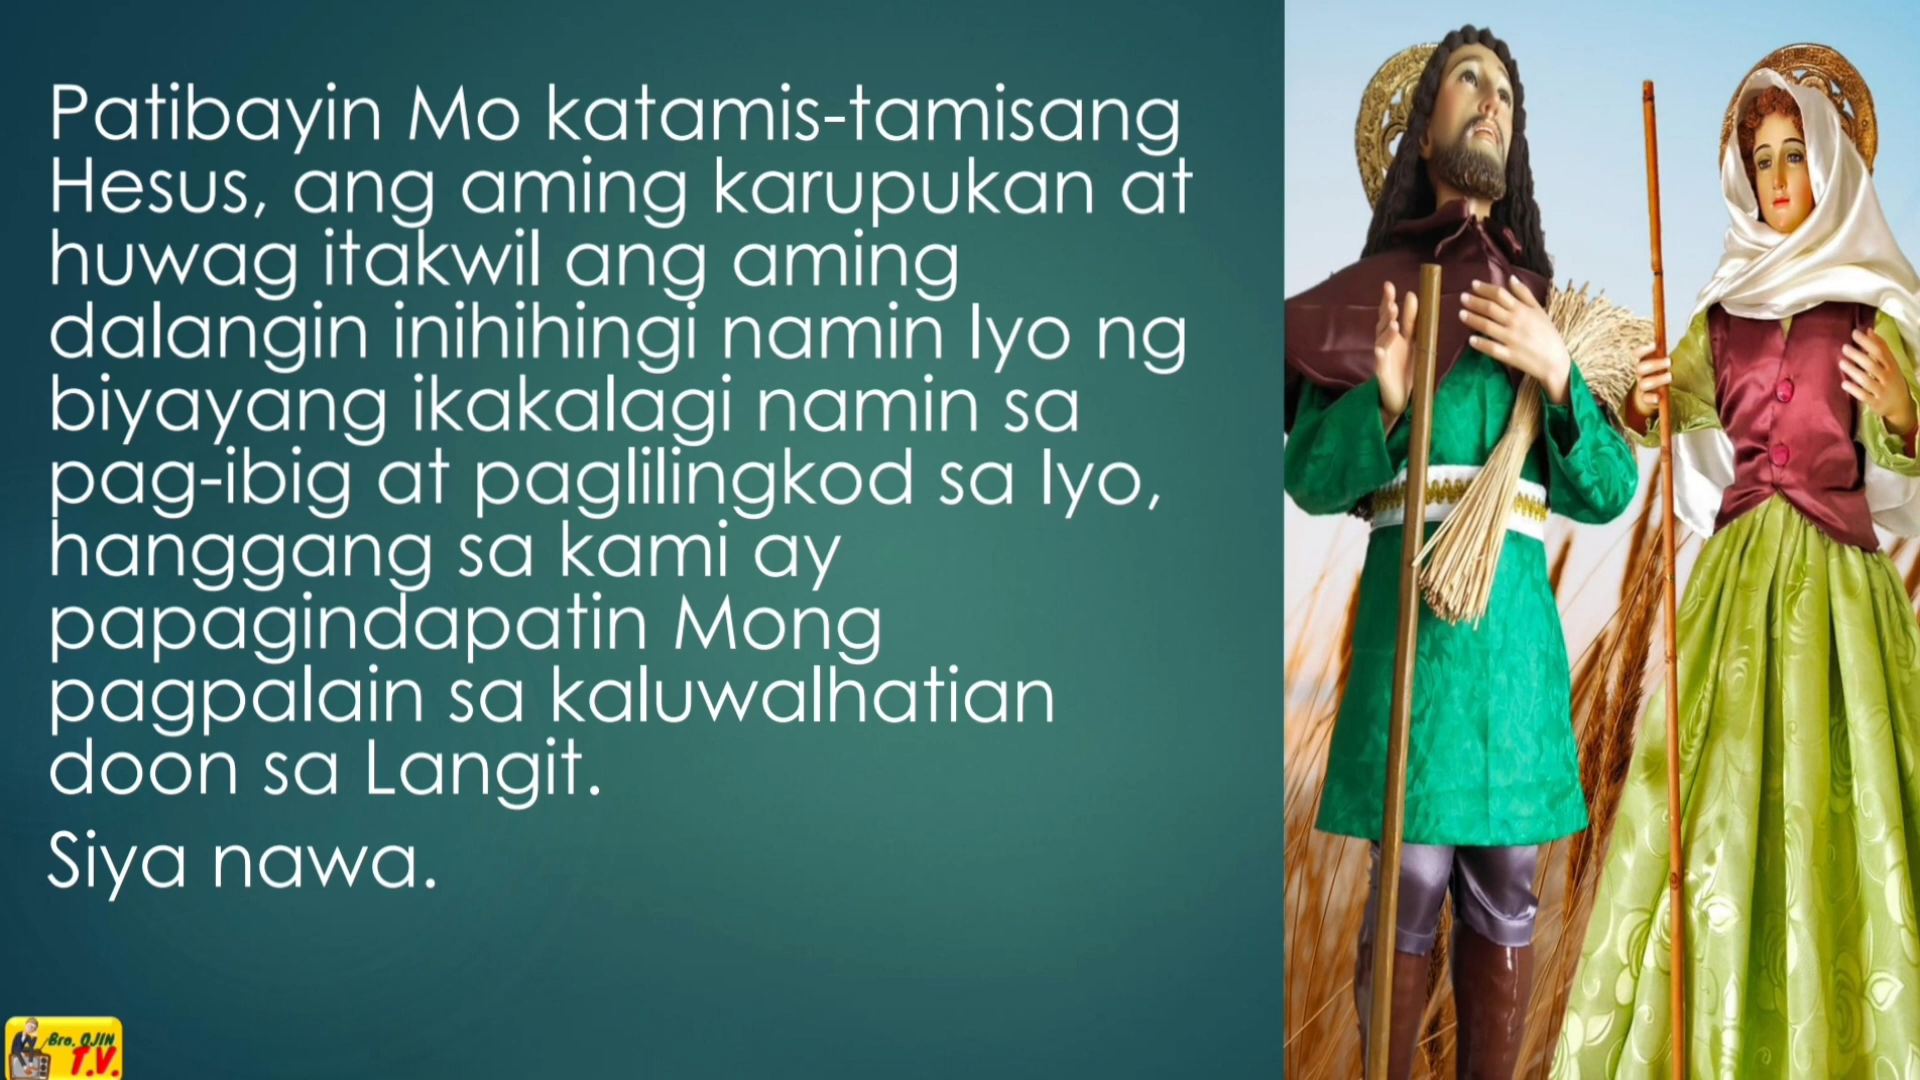 Patibayin Mo katamis-tamisang
Hesus, ang aming karupukan at
huwag itakwil ang aming
dalangin inihihingi namin Iyo ng
biyayang ikakalagi namin sa
pag-ibig at paglilingkod sa Iyo,
hanggang sa kami ay
papagindapatin Mong
pagpalain sa kaluwalhatian
doon sa Langit.
Siya nawa.
Bro. OJIN
T.V.